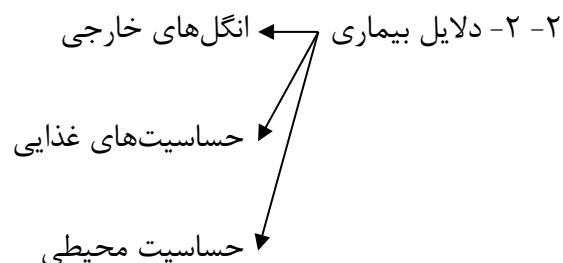 ۲- ۲- دلایل بیماری انگل‌های خارجی
حساسیت‌های غذایی
حساسیت محیطی